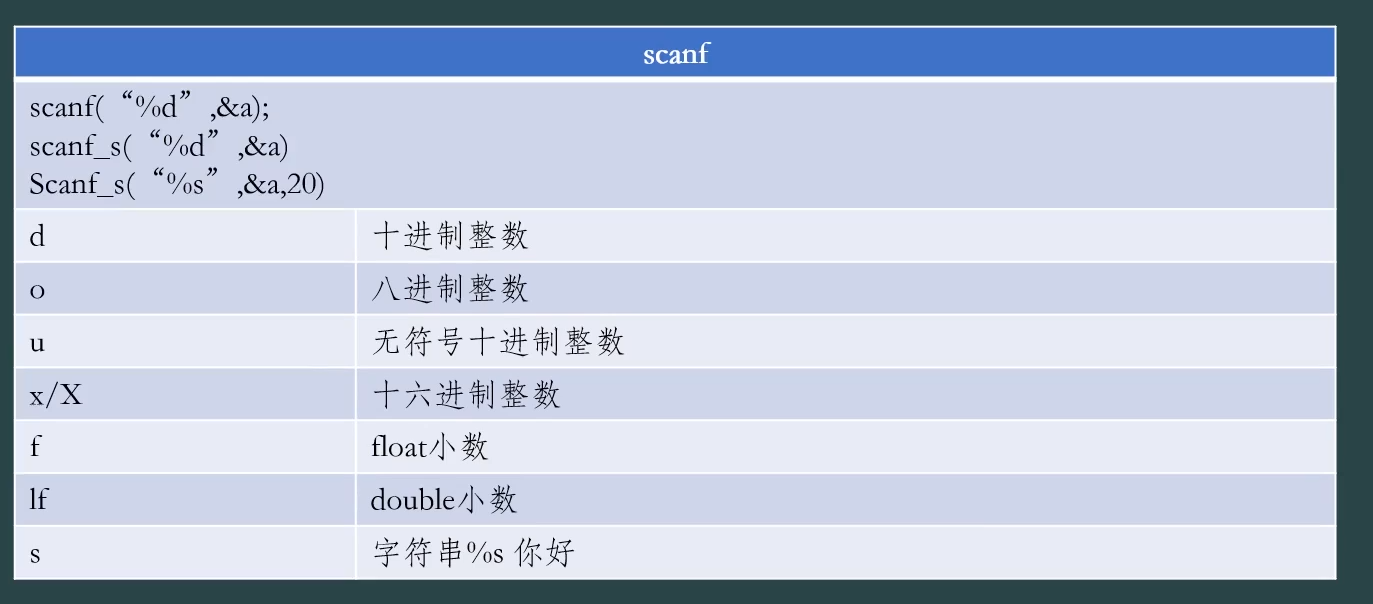 scanf
scanf(“%d”,&a);
scanf_s(“%d”,&a)
Scanf_s(“%s”,&a,20)
d 十进制整数
o 八进制整数
u 无符号十进制整数
x/X 十六进制整数
f float小数
lf double小数
s 字符串%s 你好